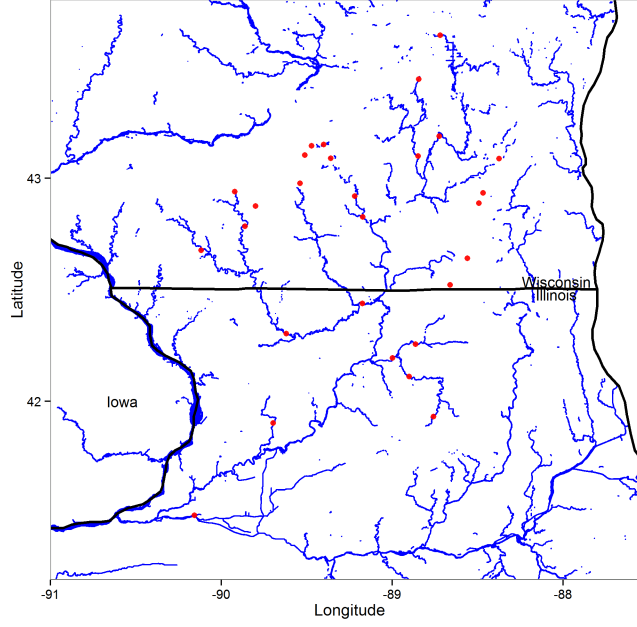 Latitude
43
42
Wisconsin
Illinois
Iowa
-91
-90
-89
-88
Longitude